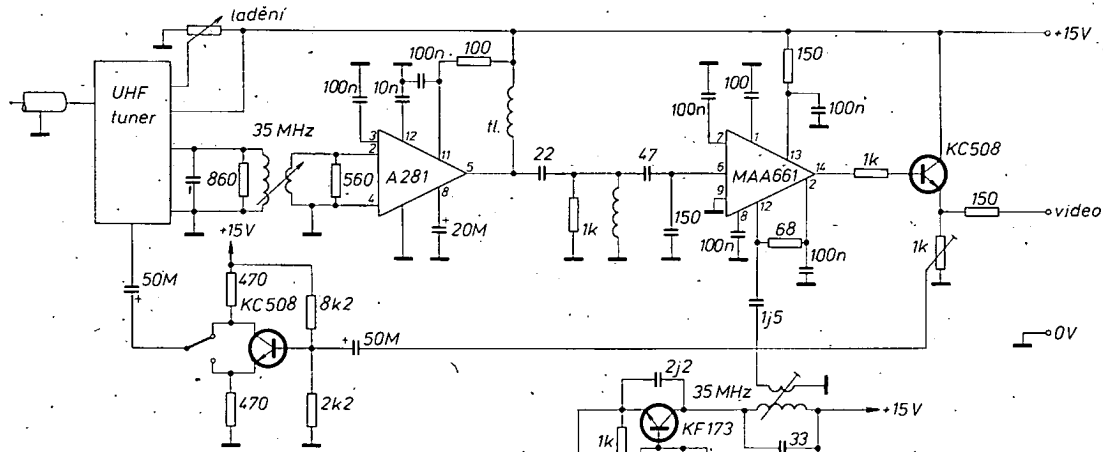 ladění
+15V
UHF
tuner
35 MHz
860
560
100n
10n
100n
100
3
2
4
12
11
5
8
A281
20M
tl.
22
47
1k
150
100n
100
150
100n
7
1
13
6
14
9
8
12
2
MAA661
100n
68
100n
1j5
1k
KC508
150
video
1k
0V
50M
+15V
470
KC508
8k2
50M
470
2k2
2j2
35 MHz
+15V
KF173
1k
33